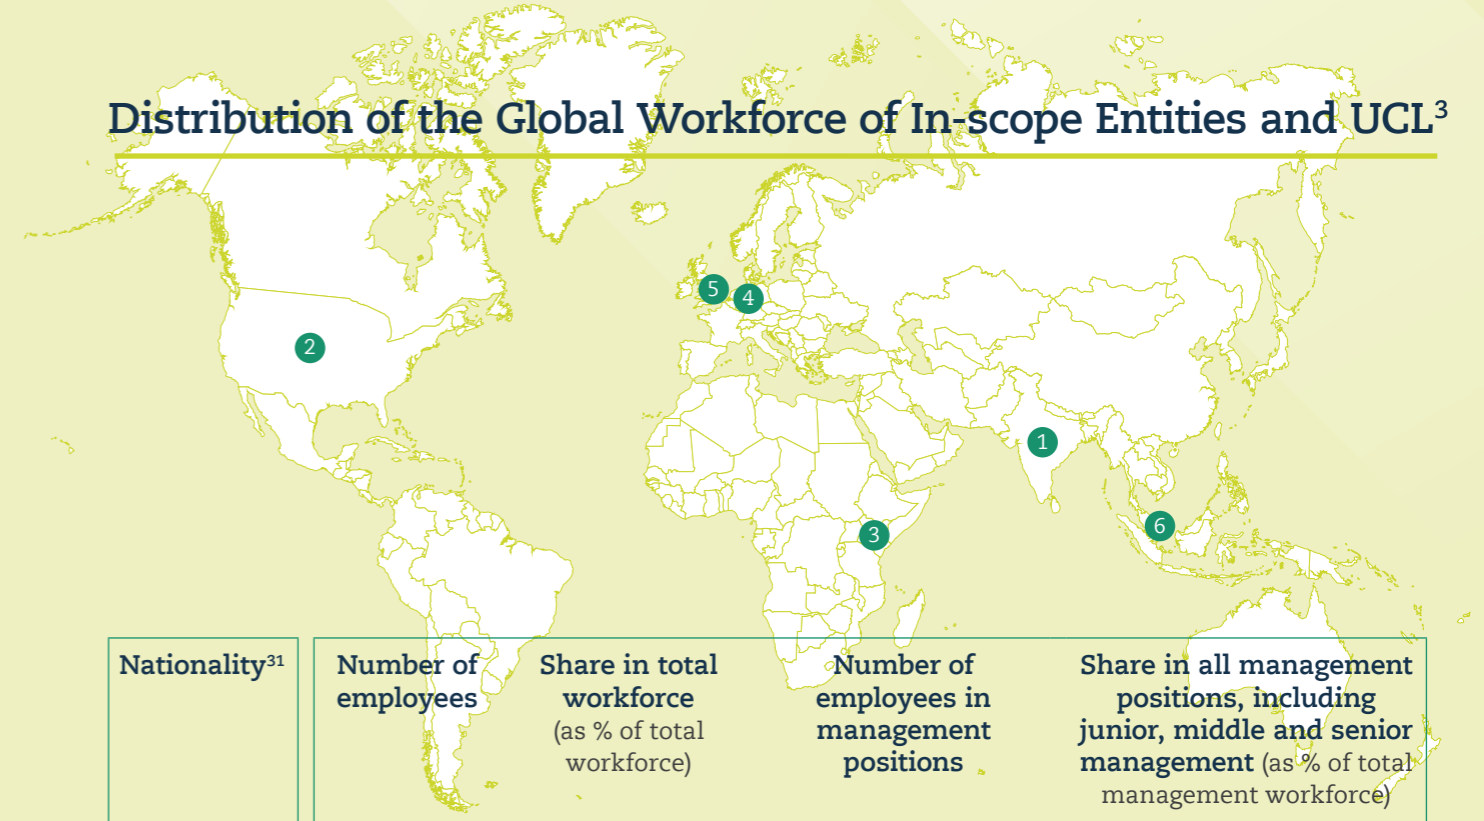 Distribution of the Global Workforce of In-scope Entities and UCL³
5
4
2
1
6
3
Nationality³¹
Number of
employees
Share in total
workforce
(as % of total
workforce)
Number of
employees in
management
positions
Share in all management
positions, including
junior, middle and senior
management (as % of total
management workforce)